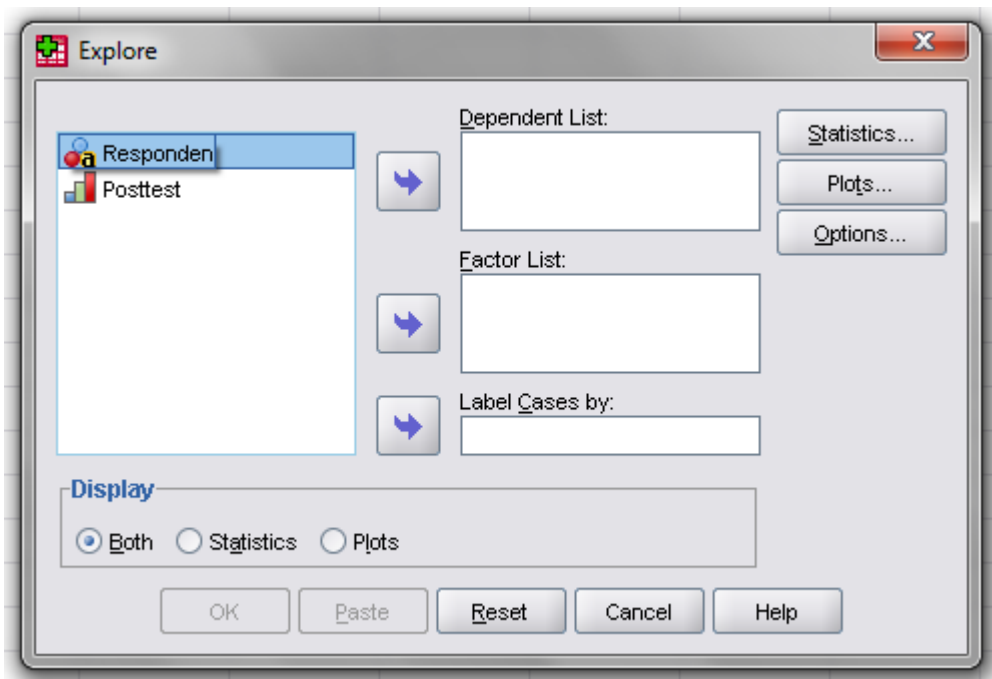 Explore
Responden
Posttest
Dependent List:
Factor List:
Label Cases by:
Statistics...
Plots...
Options...
Display
Both Statistics Plots
OK Paste Reset Cancel Help